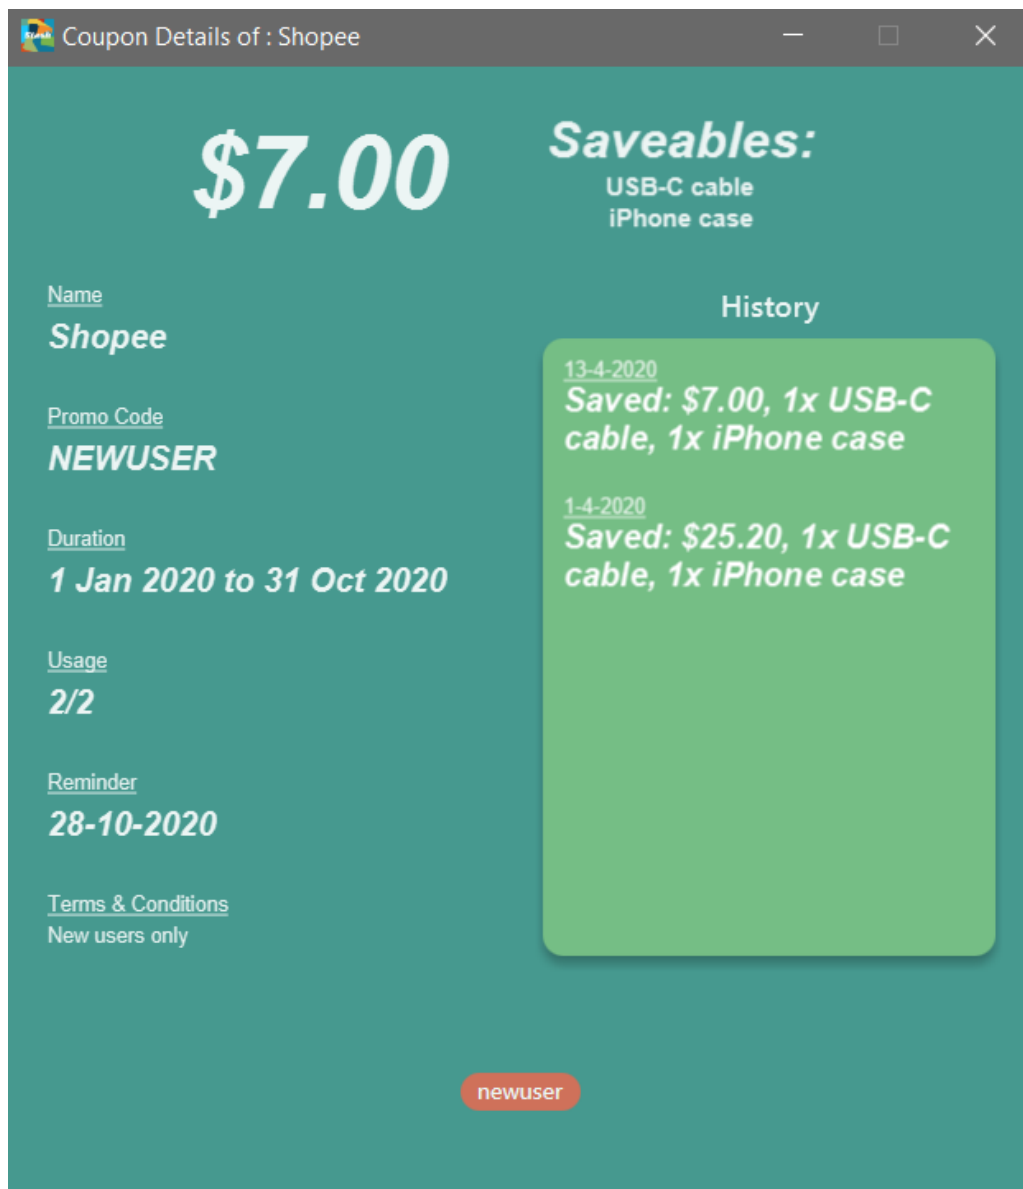 Coupon Details of : Shopee
$7.00
Saveables:
USB-C cable
iPhone case
Name
Shopee
Promo Code
NEWUSER
Duration
1 Jan 2020 to 31 Oct 2020
Usage
2/2
Reminder
28-10-2020
Terms & Conditions
New users only
History
13-4-2020
Saved: $7.00, 1x USB-C
cable, 1x iPhone case
1-4-2020
Saved: $25.20, 1x USB-C
cable, 1x iPhone case
newuser